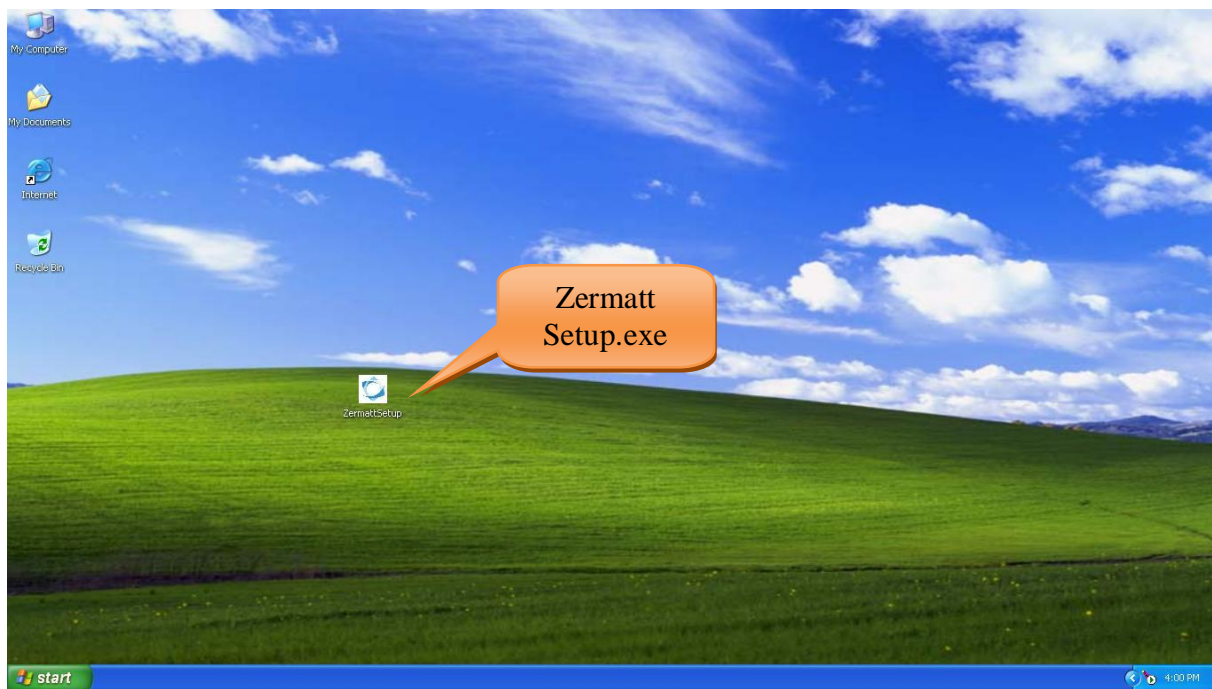 My Computer
My Documents
Internet
Recycle Bin
Zermatt
Setup.exe
ZermattSetup
start
4:00 PM